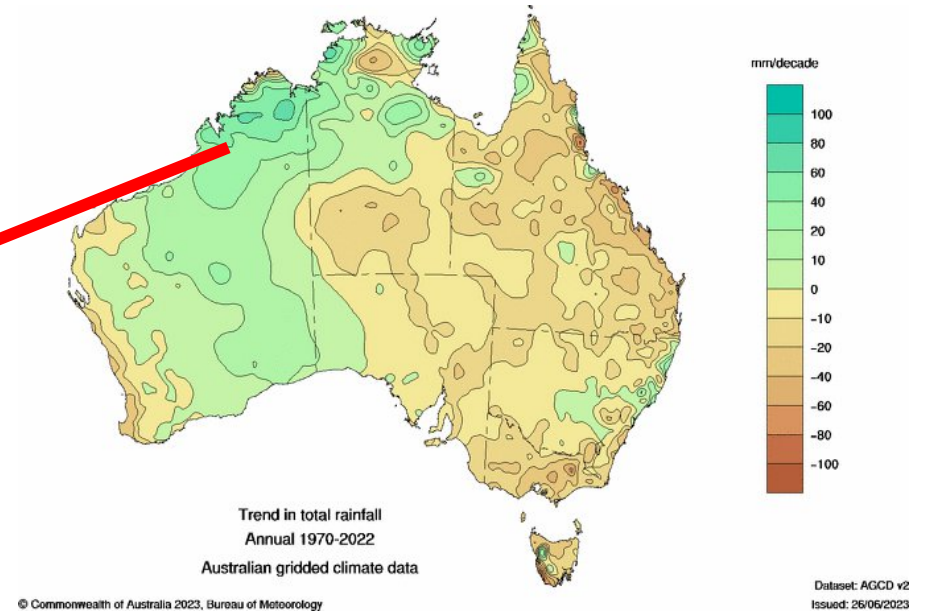 mm/decade
100
80
60
40
20
10
0
-10
-20
-40
-60
-80
-100
Trend in total rainfall
Annual 1970-2022
Australian gridded climate data
© Commonwealth of Australia 2023, Bureau of Meteorology
Dataset: AGCD v2
Issued: 26/06/2023